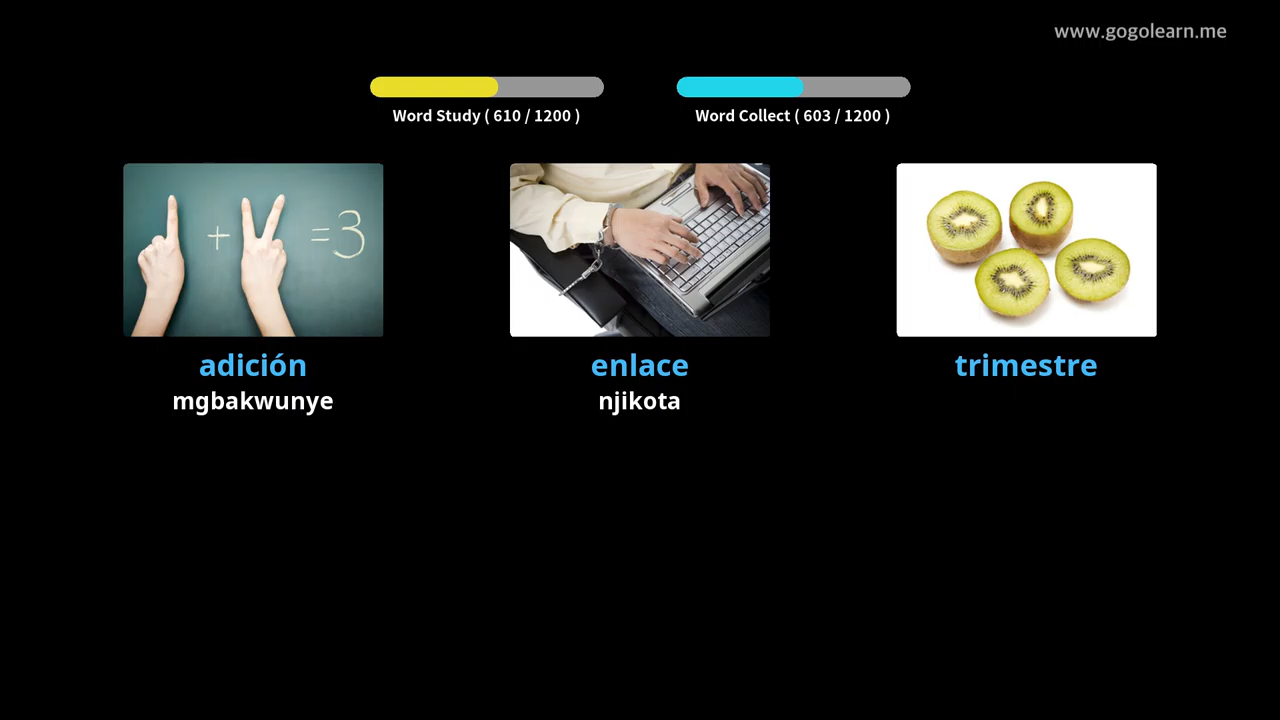 www.gogolearn.me
Word Study ( 610 / 1200 )
Word Collect ( 603 / 1200 )
+ =3
adición
mgbakwunye
enlace
njikota
trimestre